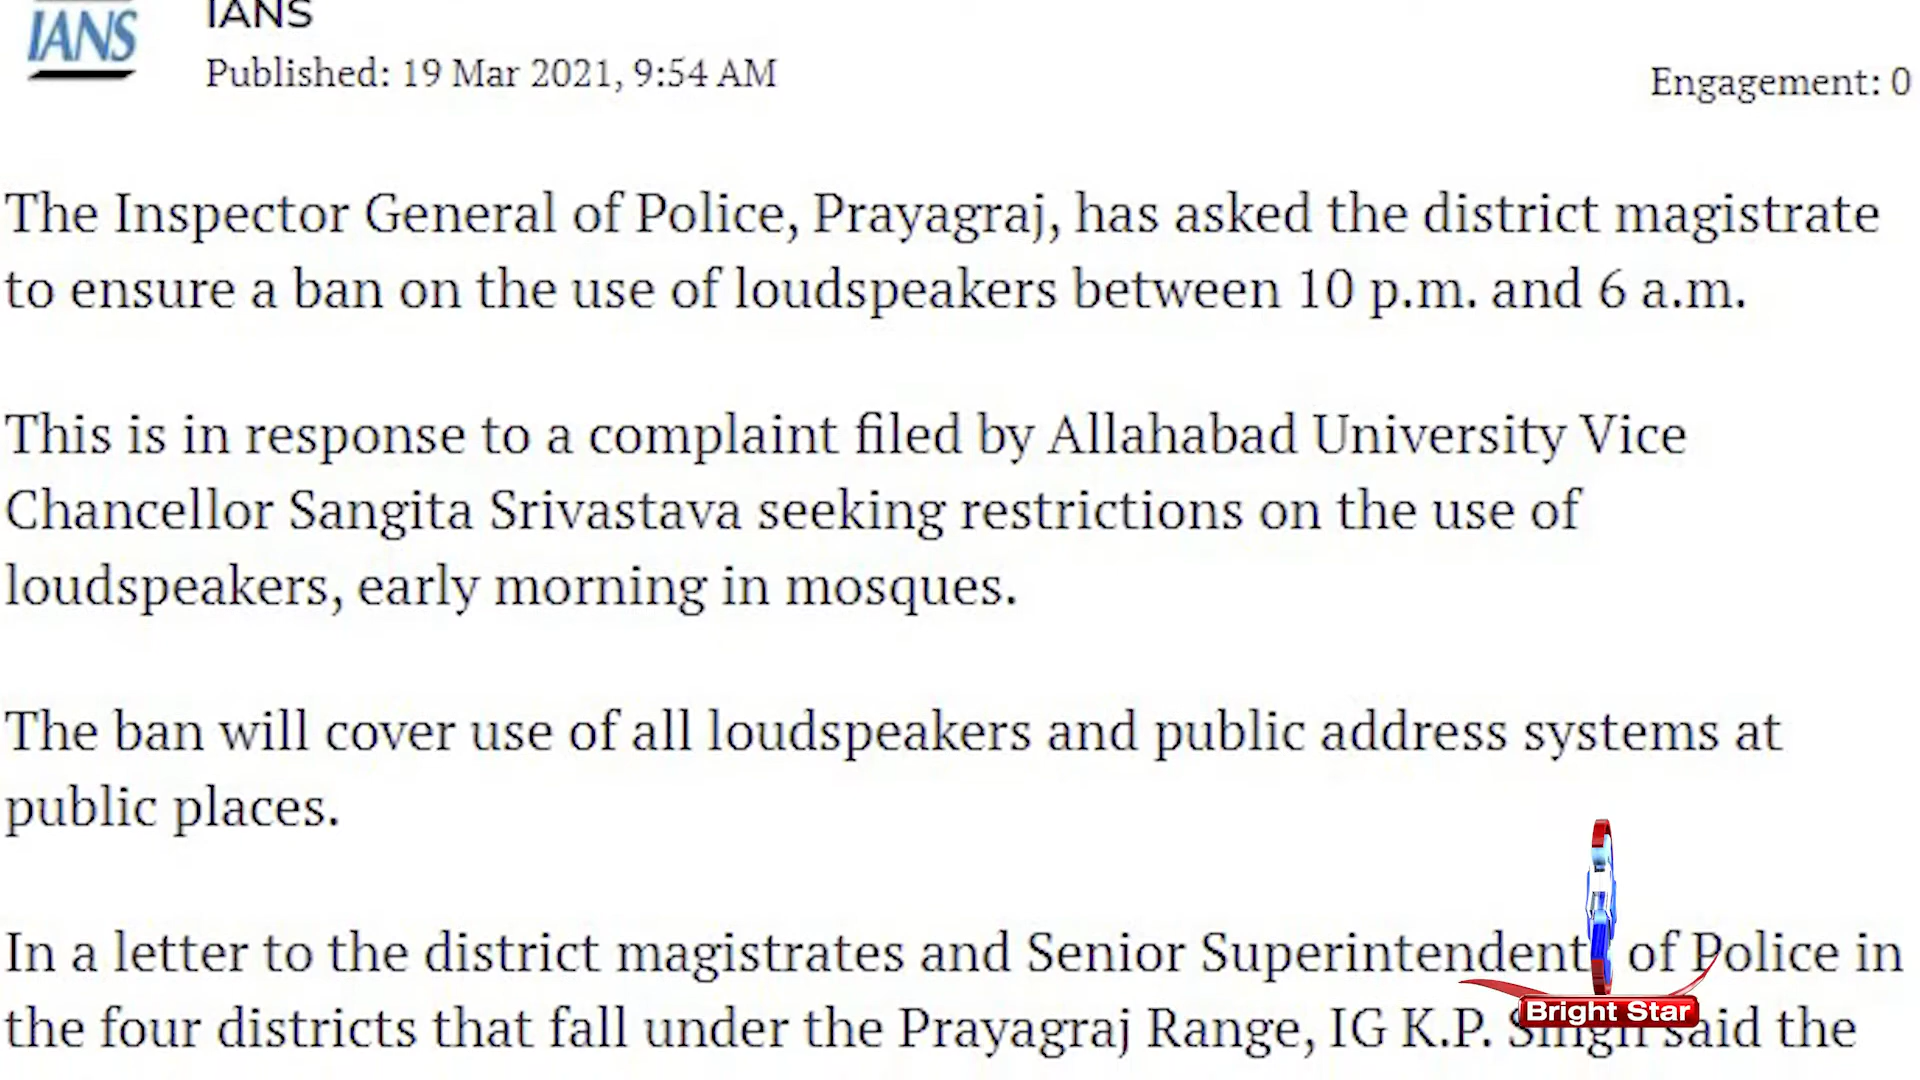 IANS
IANS
Published: 19 Mar 2021, 9:54 AM
Engagement: 0
The Inspector General of Police, Prayagraj, has asked the district magistrate
to ensure a ban on the use of loudspeakers between 10 p.m. and 6 a.m.
This is in response to a complaint filed by Allahabad University Vice
Chancellor Sangita Srivastava seeking restrictions on the use of
loudspeakers, early morning in mosques.
The ban will cover use of all loudspeakers and public address systems at
public places.
In a letter to the district magistrates and Senior Superintendent of Police in
the four districts that fall under the Prayagraj Range, IG K.P. Singh said the
Bright Star